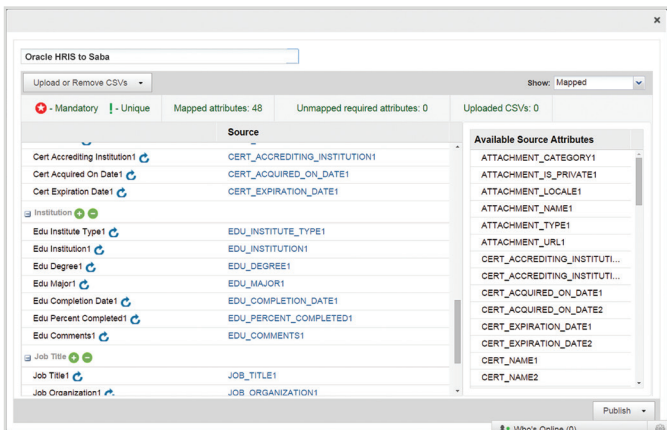 ×
Oracle HRIS to Saba
Upload or Remove CSVs
Show: Mapped
- Mandatory ! - Unique Mapped attributes: 48 Unmapped required attributes: 0 Uploaded CSVs: 0
Source
Cert Accrediting Institution1 CERT_ACCREDITING_INSTITUTION1
Cert Acquired On Date1 CERT_ACQUIRED_ON_DATE1
Cert Expiration Date1 CERT_EXPIRATION_DATE1
Institution
Edu Institute Type1 EDU_INSTITUTE_TYPE1
Edu Institution1 EDU_INSTITUTION1
Edu Degree1 EDU_DEGREE1
Edu Major1 EDU_MAJOR1
Edu Completion Date1 EDU_COMPLETION_DATE1
Edu Percent Completed1 EDU_PERCENT_COMPLETED1
Edu Comments1 EDU_COMMENTS1
Job Title
Job Title1 JOB_TITLE1
Job Organization1 JOB_ORGANIZATION1
Available Source Attributes
ATTACHMENT_CATEGORY1
ATTACHMENT_IS_PRIVATE1
ATTACHMENT_LOCALE1
ATTACHMENT_NAME1
ATTACHMENT_TYPE1
ATTACHMENT_URL1
CERT_ACCREDITING_INSTITUTI...
CERT_ACCREDITING_INSTITUTI...
CERT_ACQUIRED_ON_DATE1
CERT_ACQUIRED_ON_DATE2
CERT_EXPIRATION_DATE1
CERT_EXPIRATION_DATE2
CERT_NAME1
CERT_NAME2
Publish
Who's Online (0)